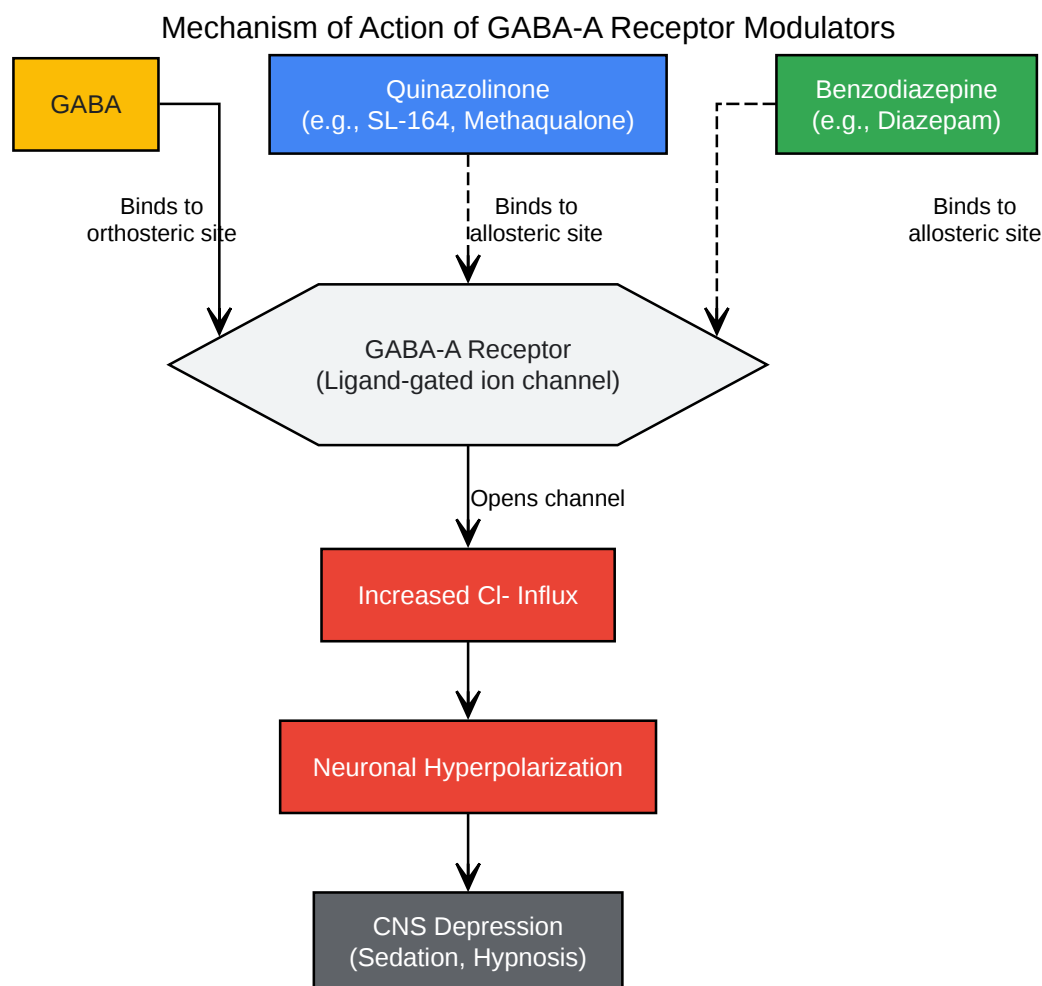 Mechanism of Action of GABA-A Receptor Modulators
GABA
Quinazolinone
(e.g., SL-164, Methaqualone)
Benzodiazepine
(e.g., Diazepam)
Binds to
orthosteric site
Binds to
allosteric site
Binds to
allosteric site
GABA-A Receptor
(Ligand-gated ion channel)
Opens channel
Increased Cl- Influx
Neuronal Hyperpolarization
CNS Depression
(Sedation, Hypnosis)